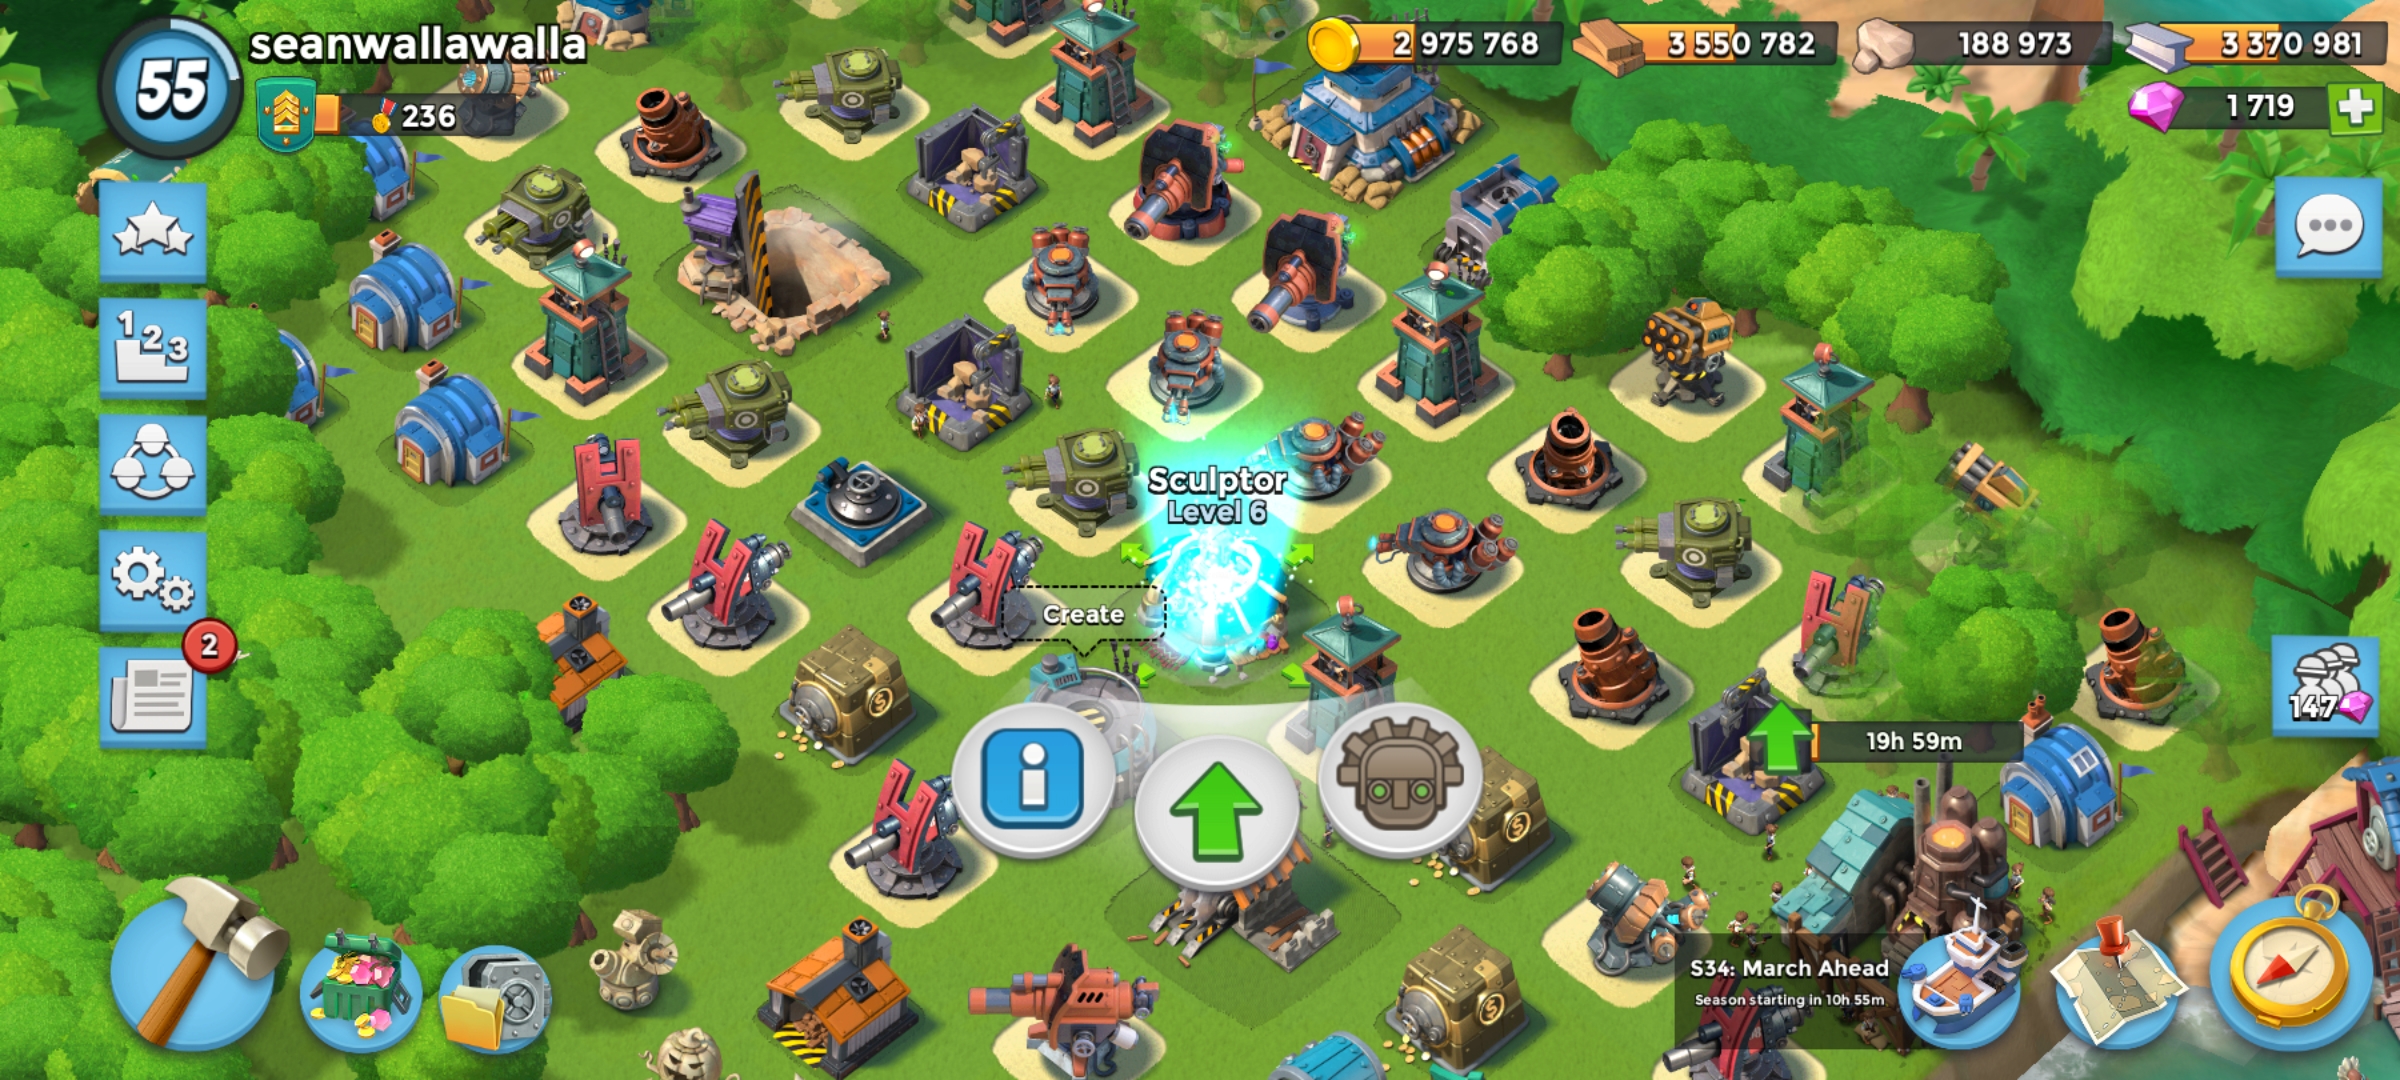 55
seanwallawalla
236
2 975 768
3 550 782
188 973
3 370 981
1 719
123
Sculptor
Level 6
Create
2
147
19h 59m
S34: March Ahead
Season starting in 10h 55m